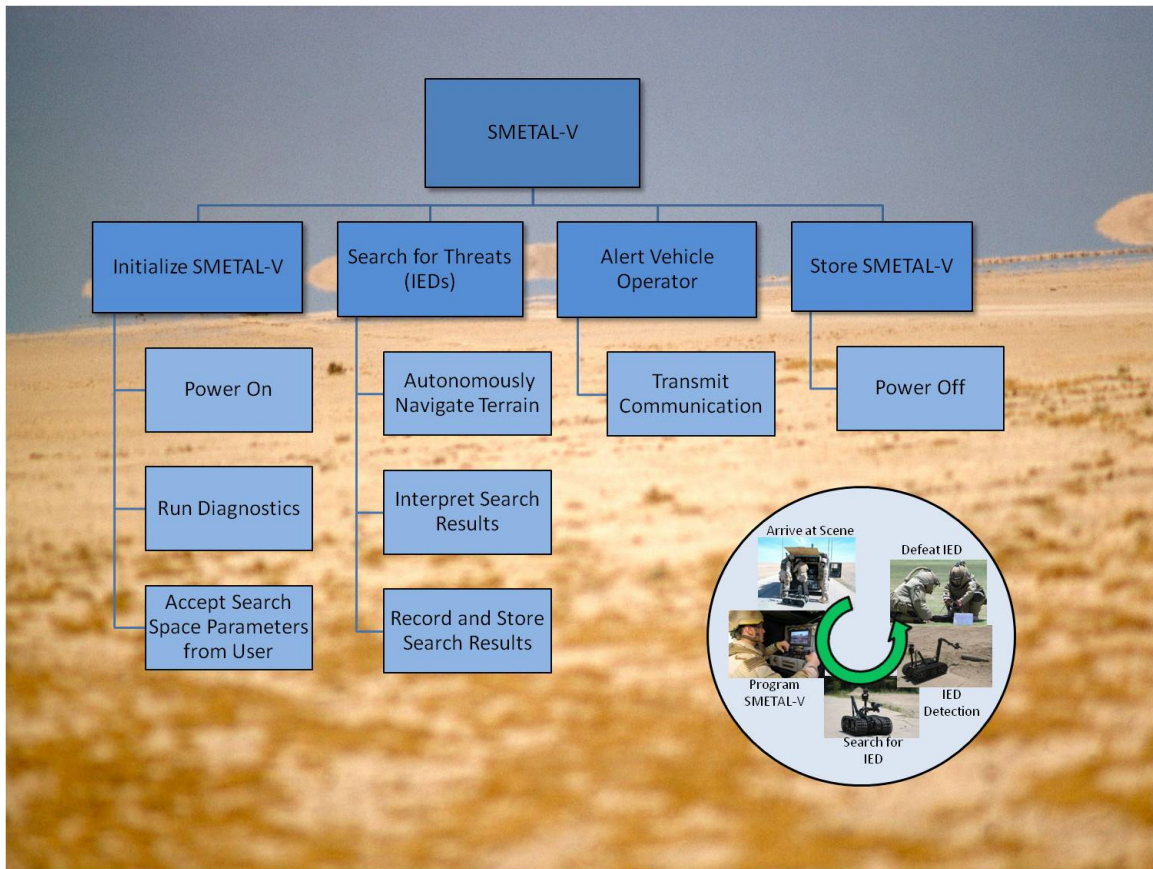 SMETAL-V
Initialize SMETAL-V
Power On
Run Diagnostics
Accept Search
Space Parameters
from User
Search for Threats
(IEDs)
Autonomously
Navigate Terrain
Interpret Search
Results
Record and Store
Search Results
Alert Vehicle
Operator
Transmit
Communication
Store SMETAL-V
Power Off
Arrive at Scene
Program
SMETAL-V
Search for
IED
IED
Detection
Defeat IED